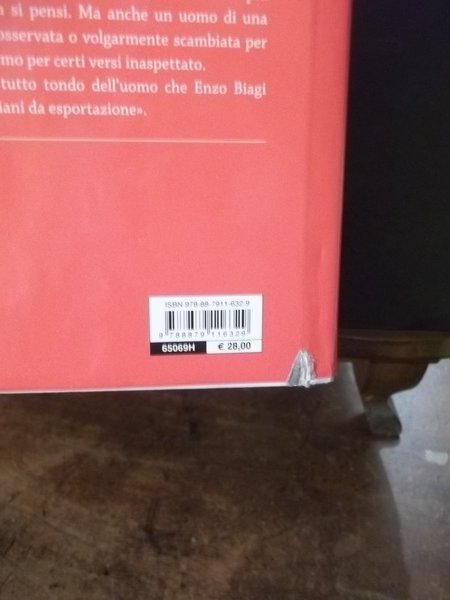 n si pensi. Ma anche un uomo di una
osservata o volgarmente scambiata per
mo per certi versi inaspettato.
tutto tondo dell'uomo che Enzo Biagi
iani da esportazione».
ISBN 978-88-7911-632-9
9 788879 116329
65069H
€ 28,00